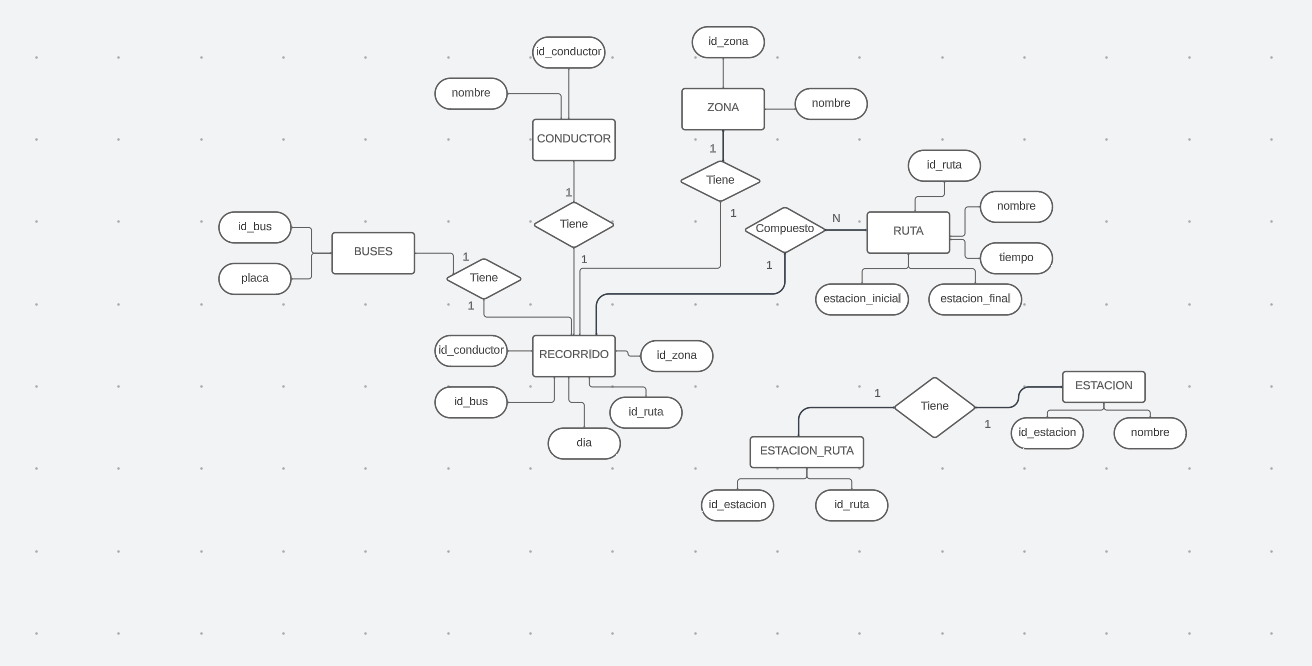 id_zona
id_conductor
nombre
nombre
ZONA
CONDUCTOR
1
id_ruta
Tiene
1
nombre
1
N
Tiene
Compuesto
RUTA
id_bus
BUSES
1
1
1
tiempo
placa
Tiene
estacion_inicial
estacion_final
1
id_conductor
RECORRIDO
id_zona
id_bus
id_ruta
dia
1
Tiene
ESTACION
1
id_estacion
nombre
ESTACION_RUTA
id_estacion
id_ruta